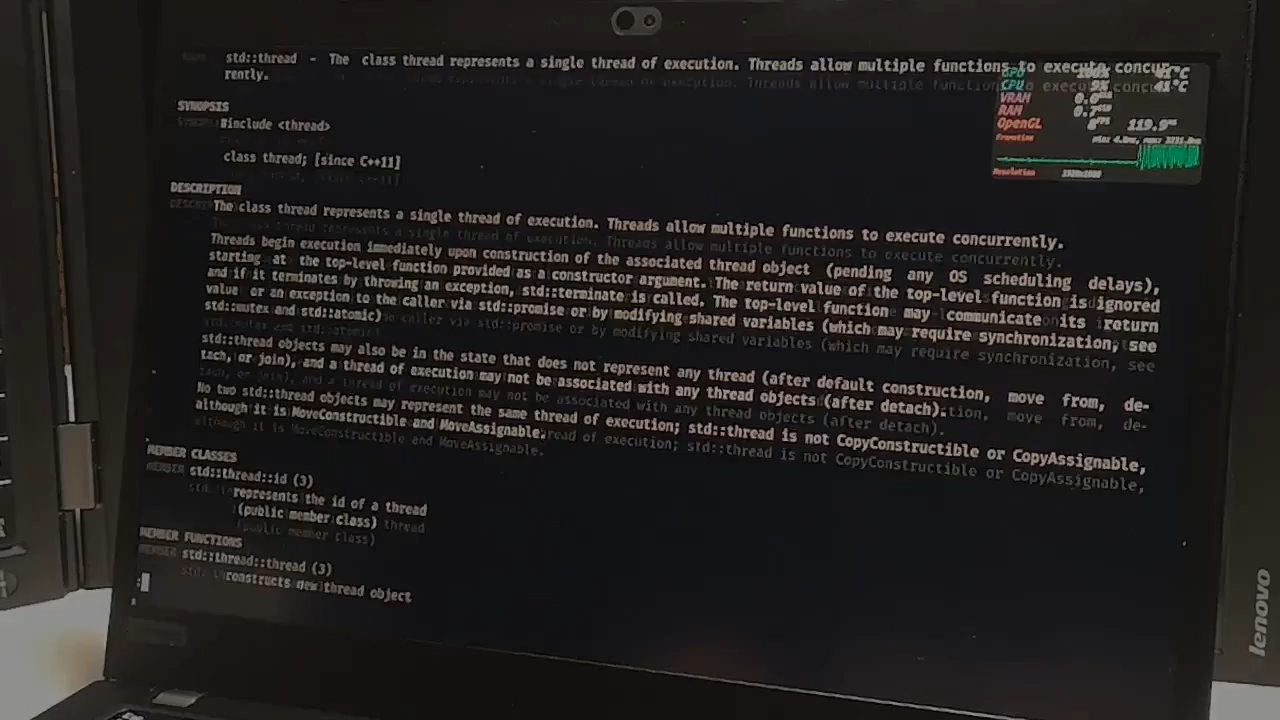 std::thread - The class thread represents a single thread of execution. Threads allow multiple functions to execute concur-
rently.
SYNOPSIS
#include <thread>
class thread; [since C++11]
DESCRIPTION
The class thread represents a single thread of execution. Threads allow multiple functions to execute concurrently.
Threads begin execution immediately upon construction of the associated thread object (pending any OS scheduling delays),
starting at the top-level function provided as a constructor argument. The return value of the top-level function is ignored
and if it terminates by throwing an exception, std::terminate is called. The top-level function may communicate its return
value or an exception to the caller via std::promise or by modifying shared variables (which may require synchronization, see
std::mutex and std::atomic)
std::thread objects may also be in the state that does not represent any thread (after default construction, move from, de-
tach, or join), and a thread of execution may not be associated with any thread objects (after detach).
No two std::thread objects may represent the same thread of execution; std::thread is not CopyConstructible or CopyAssignable,
although it is MoveConstructible and MoveAssignable.
MEMBER CLASSES
std::thread::id (3)
represents the id of a thread
(public member class)
MEMBER FUNCTIONS
std::thread::thread (3)
constructs new thread object
:
CPU 9% 41°C
VRAM 0.0
RAM 0.7
OpenGL 8 FPS 119.9
Frametime
Resolution
lenovo